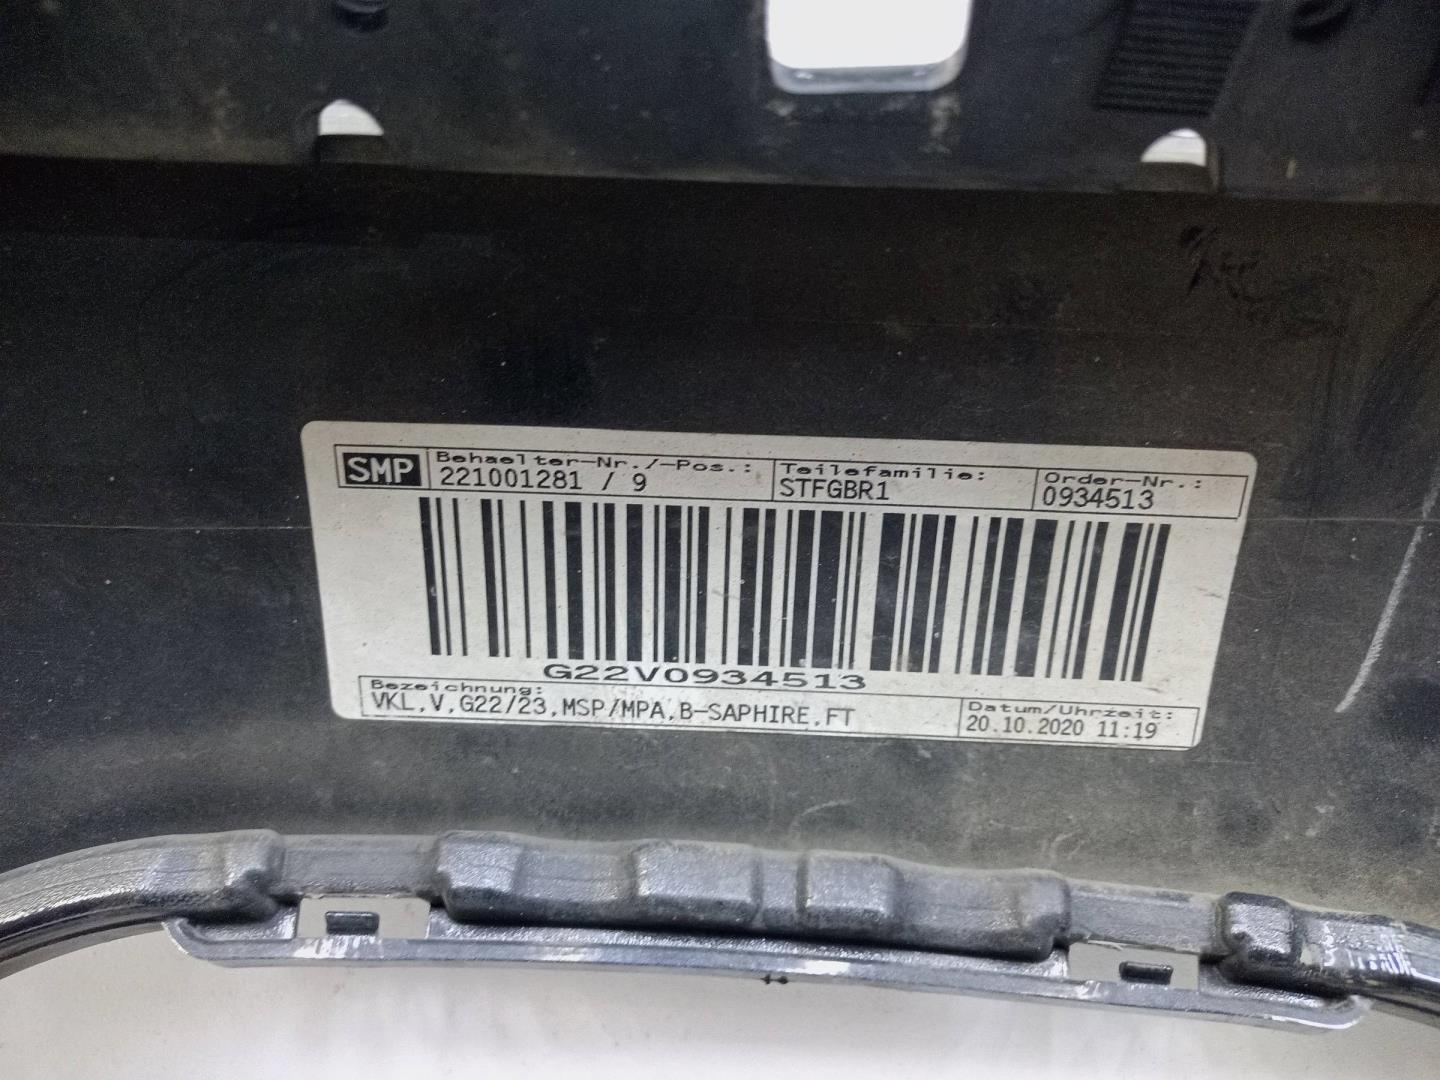 SMP
Behaelter-Nr./-Pos.:
221001281 / 9
Teilefamilie:
STFGBR1
Order-Nr.:
0934513
G22V0934513
Bezeichnung:
VKL,V,G22/23,MSP/MPA,B-SAPHIRE,FT
Datum/Uhrzeit:
20.10.2020 11:19